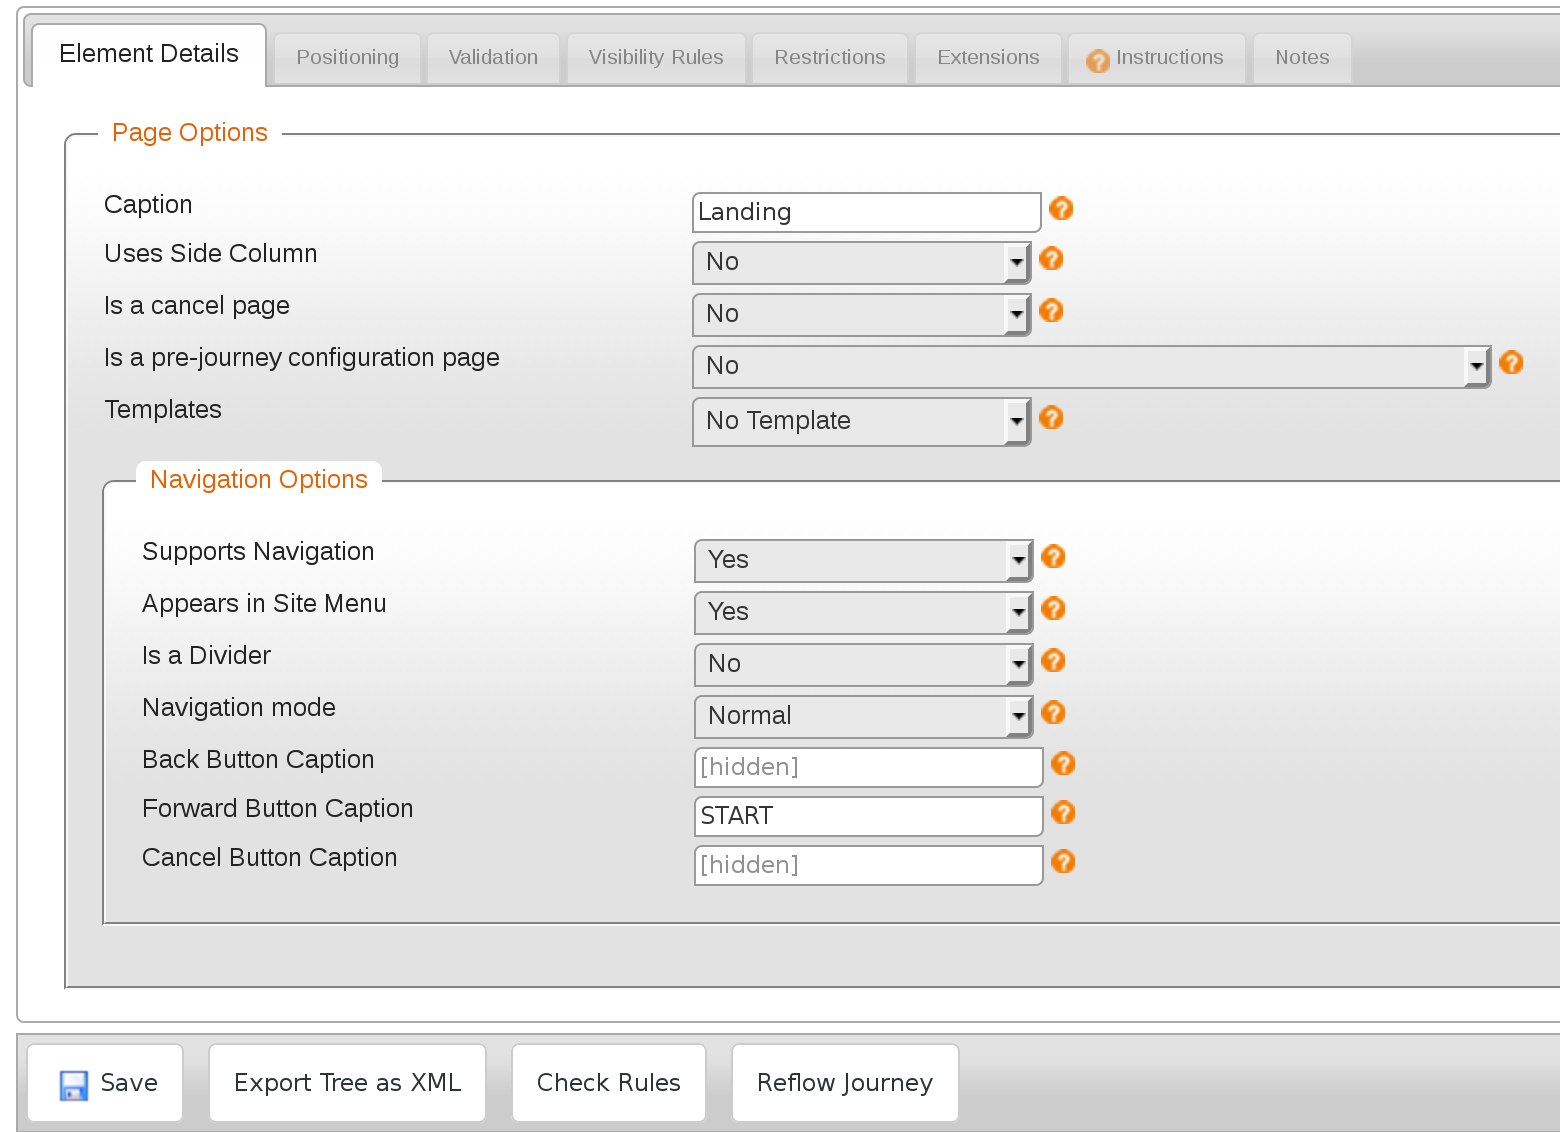 Element Details Positioning Validation Visibility Rules Restrictions Extensions Instructions Notes
Page Options
Caption Landing
Uses Side Column No
Is a cancel page No
Is a pre-journey configuration page No
Templates No Template
Navigation Options
Supports Navigation Yes
Appears in Site Menu Yes
Is a Divider No
Navigation mode Normal
Back Button Caption [hidden]
Forward Button Caption START
Cancel Button Caption [hidden]
Save Export Tree as XML Check Rules Reflow Journey